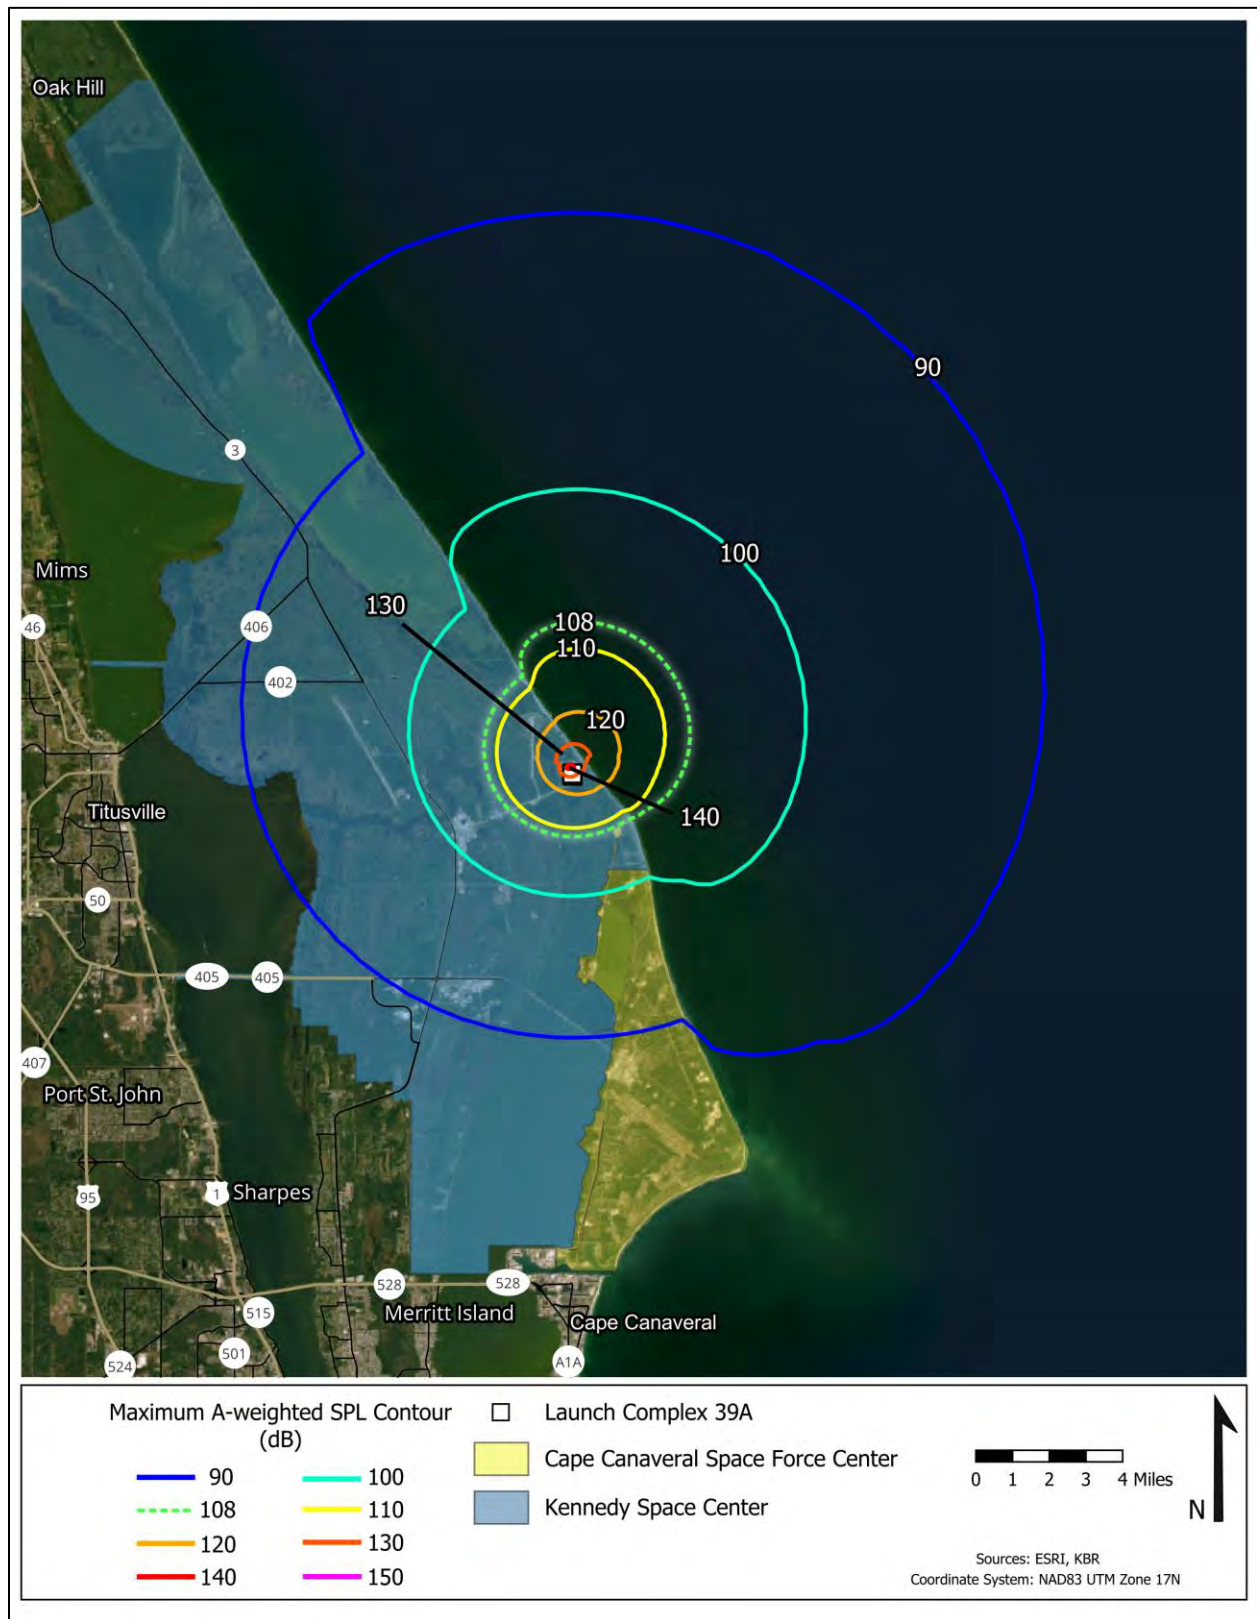 Oak Hill
90
3
100
Mims
130
108
46
406
110
402
120
Titusville
140
50
405
405
407
Port St. John
95
1
Sharpes
528
528
515
Merritt Island
Cape Canaveral
501
524
A1A
Maximum A-weighted SPL Contour
(dB)
90
100
108
110
120
130
140
150
Launch Complex 39A
Cape Canaveral Space Force Center
Kennedy Space Center
0 1 2 3 4 Miles
N
Sources: ESRI, KBR
Coordinate System: NAD83 UTM Zone 17N